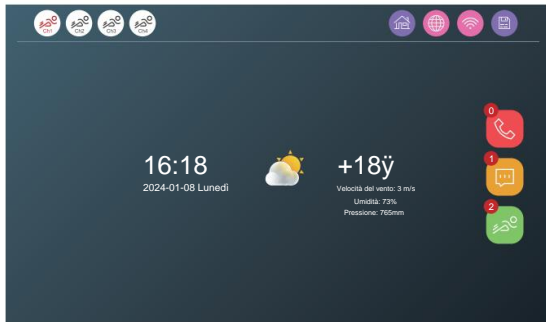 Ch1 Ch2 Ch3 Ch4
0
16:18
+18ÿ
1
2024-01-08 Lunedì
Velocità del vento: 3 m/s
Umidità: 73%
2
Pressione: 765mm